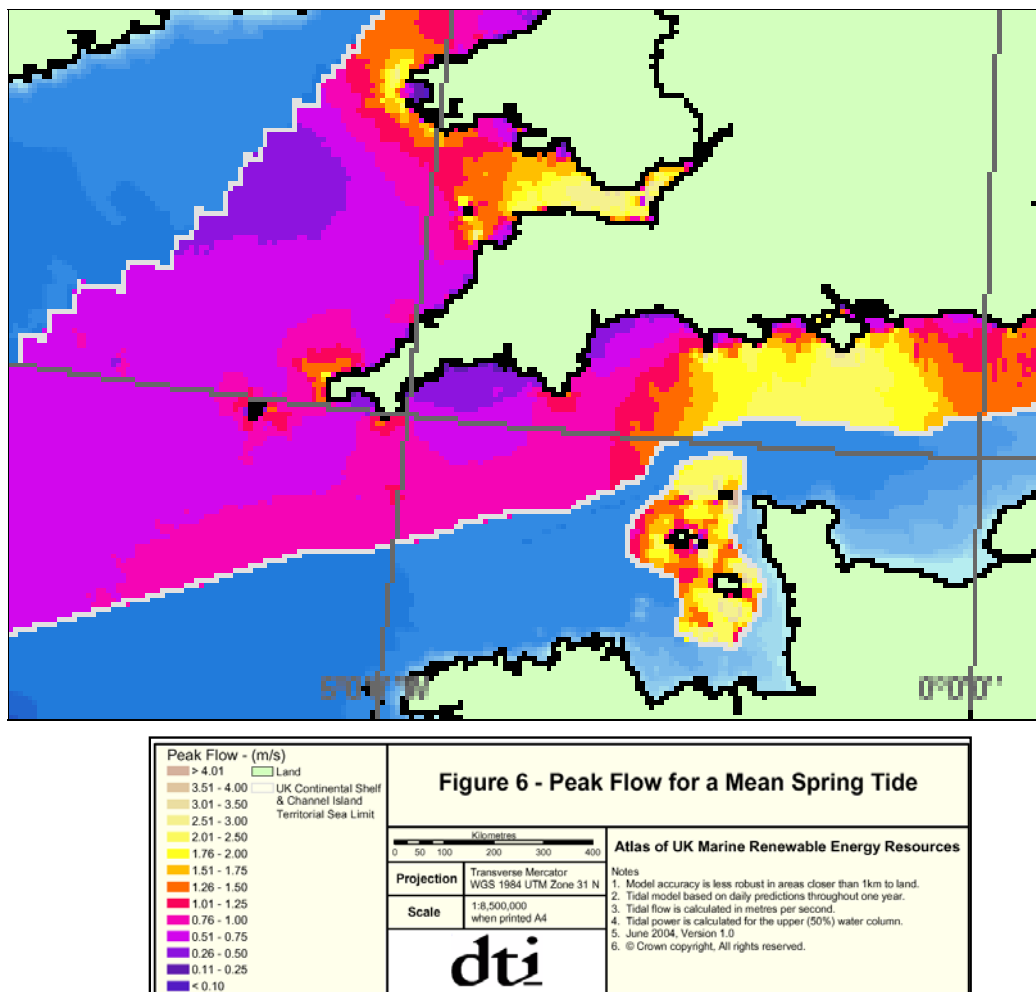 5°0'0"W
0°0'0"
Peak Flow - (m/s)
> 4.01
3.51 - 4.00
3.01 - 3.50
2.51 - 3.00
2.01 - 2.50
1.76 - 2.00
1.51 - 1.75
1.26 - 1.50
1.01 - 1.25
0.76 - 1.00
0.51 - 0.75
0.26 - 0.50
0.11 - 0.25
< 0.10
Land
UK Continental Shelf
& Channel Island
Territorial Sea Limit
Figure 6 - Peak Flow for a Mean Spring Tide
Kilometres
0 50 100 200 300 400
Projection
Transverse Mercator
WGS 1984 UTM Zone 31 N
Scale
1:8,500,000
when printed A4
dti
Atlas of UK Marine Renewable Energy Resources
Notes
1. Model accuracy is less robust in areas closer than 1km to land.
2. Tidal model based on daily predictions throughout one year.
3. Tidal flow is calculated in metres per second.
4. Tidal power is calculated for the upper (50%) water column.
5. June 2004, Version 1.0
6. © Crown copyright, All rights reserved.